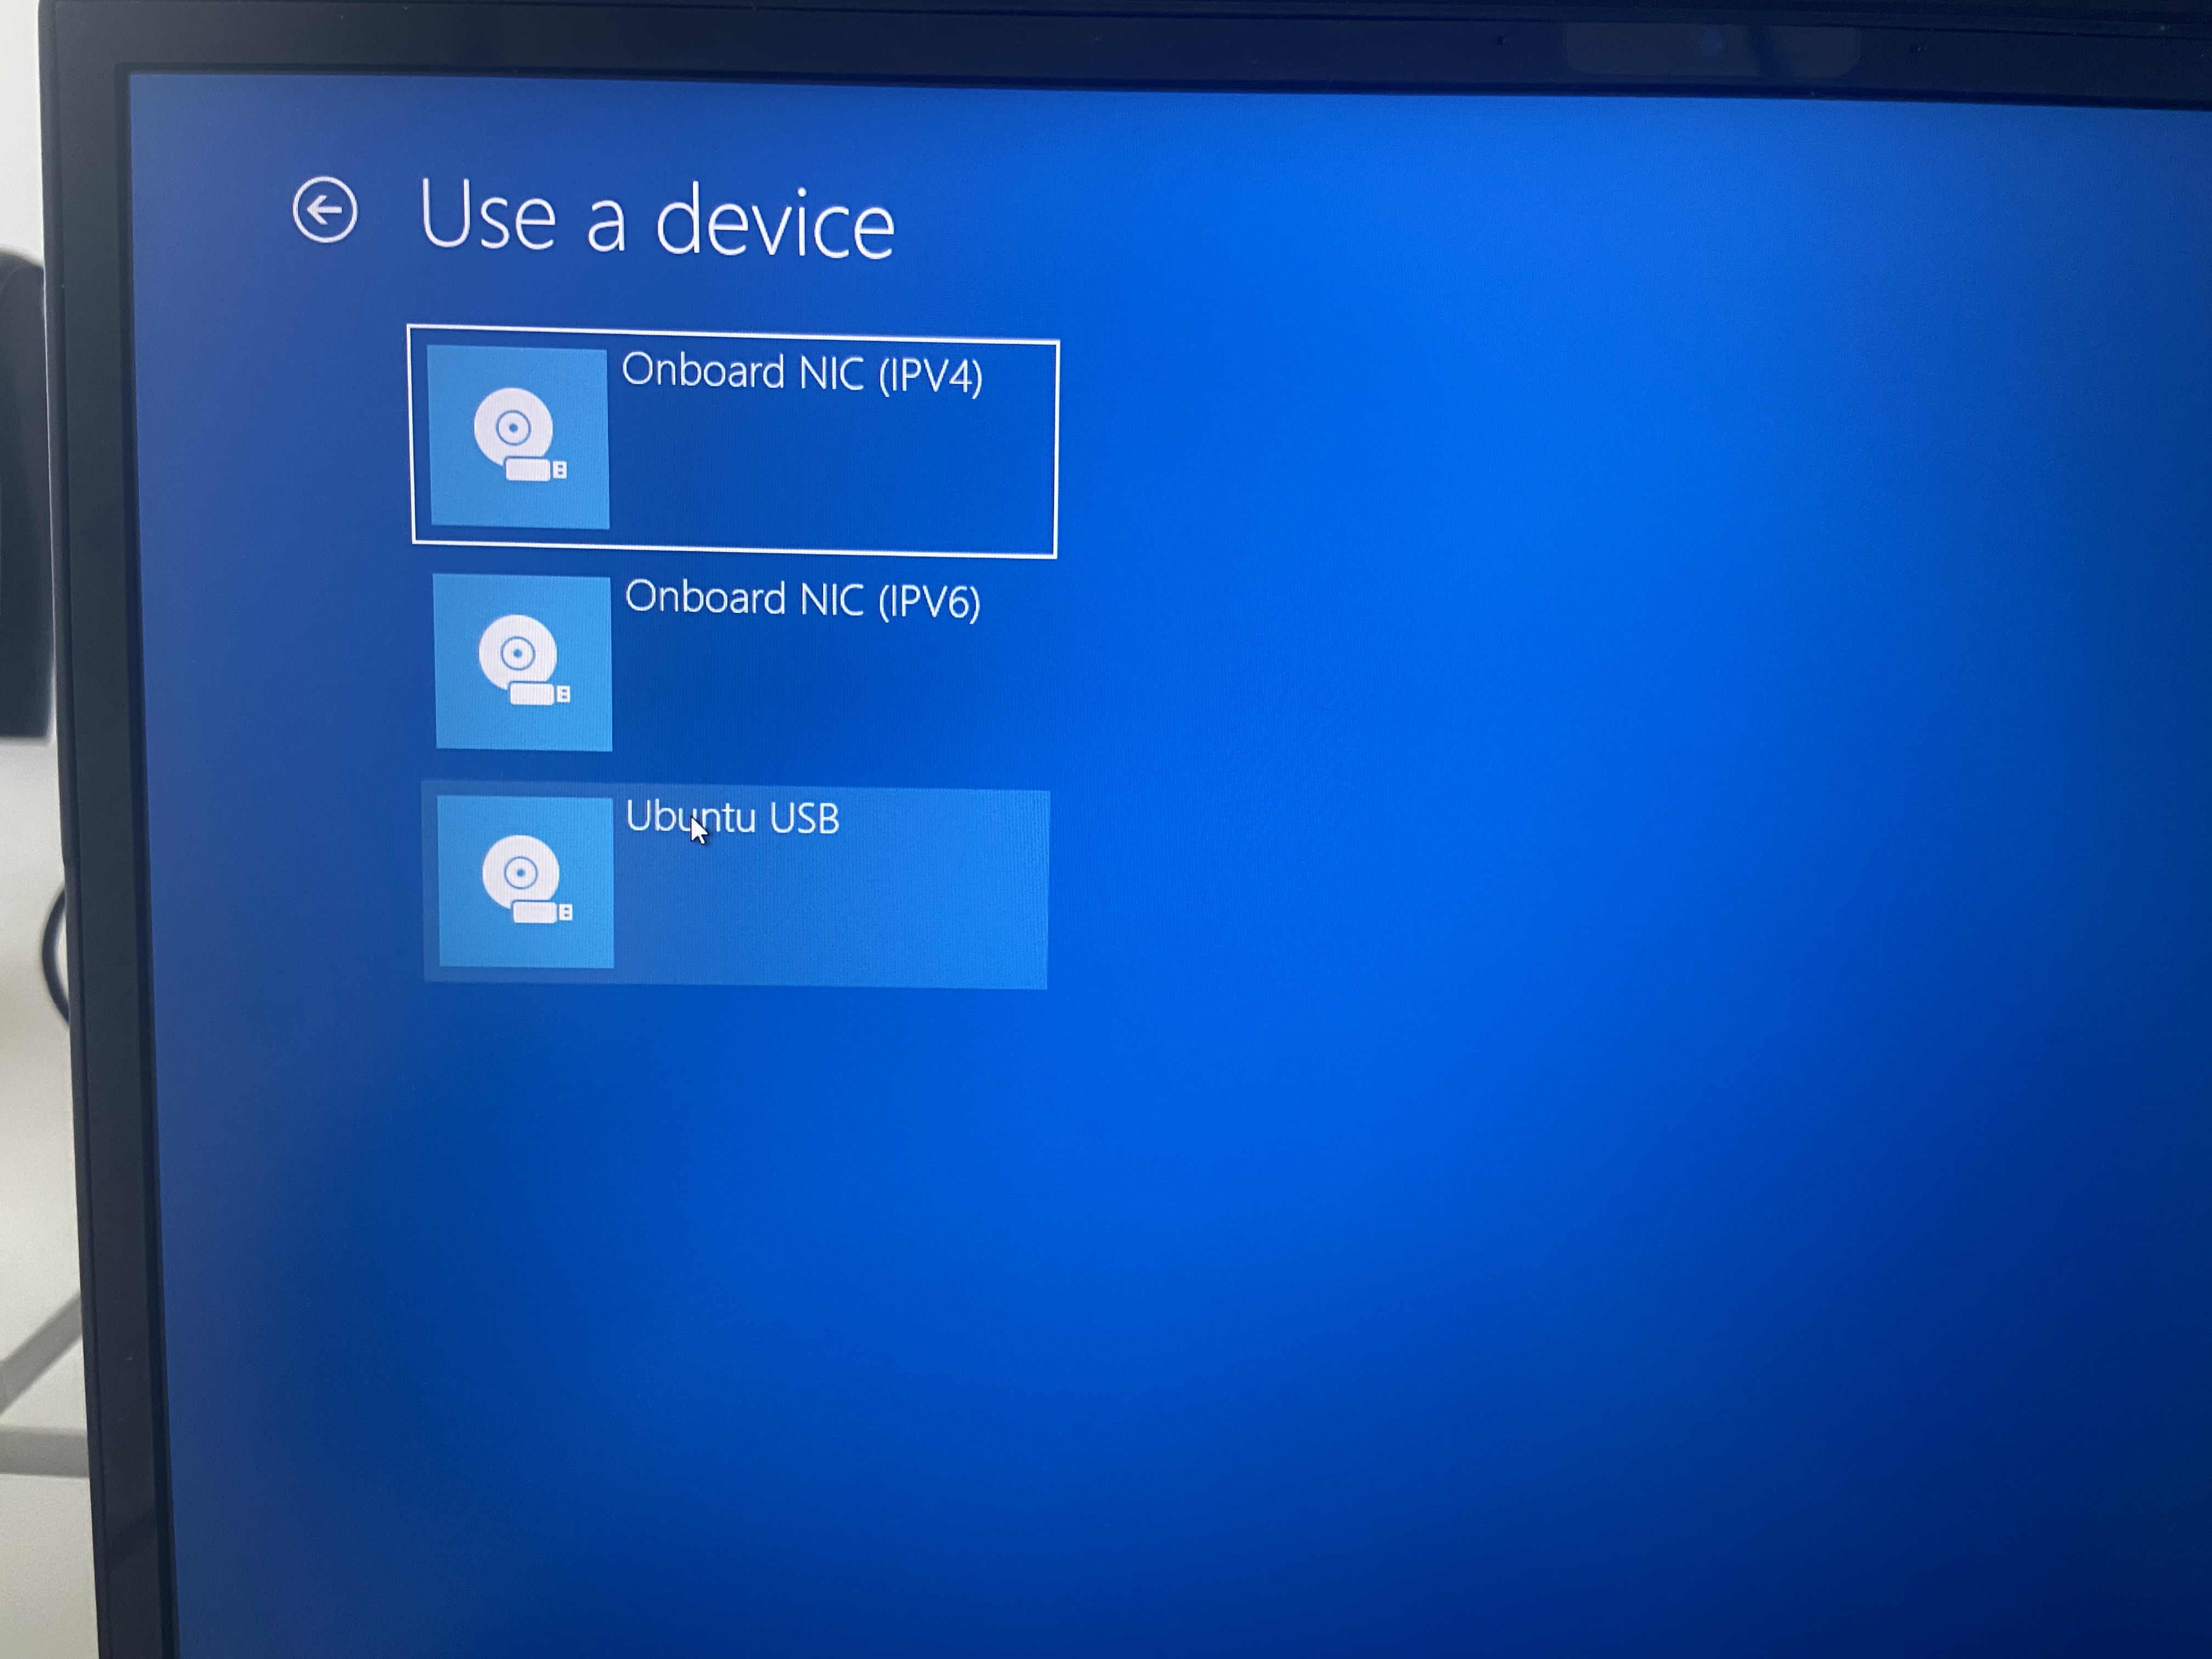 Use a device
Onboard NIC (IPV4)
Onboard NIC (IPV6)
Ubuntu USB